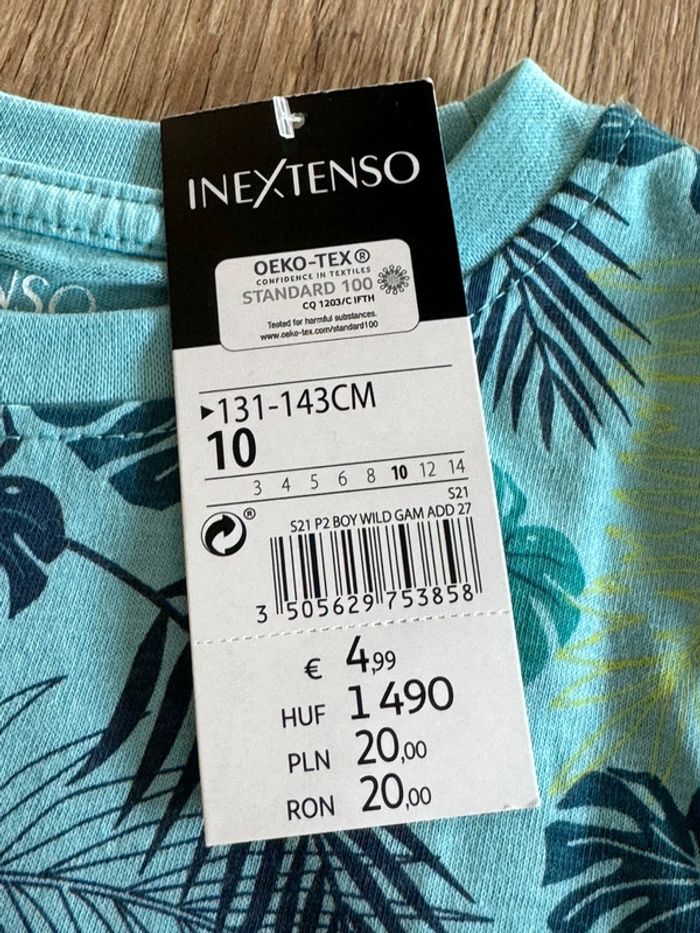 INEXTENSO
OEKO-TEX®
CONFIDENCE IN TEXTILES
STANDARD 100
CQ 1203/C IFTH
Tested for harmful substances.
www.oeko-tex.com/standard100
ENSO
▸131-143CM
10
3 4 5 6 8 10 12 14
S21
®
S21 P2 BOY WILD GAM ADD 27
3 505629 753858
€ 4,99
HUF 1 490
PLN 20,00
RON 20,00